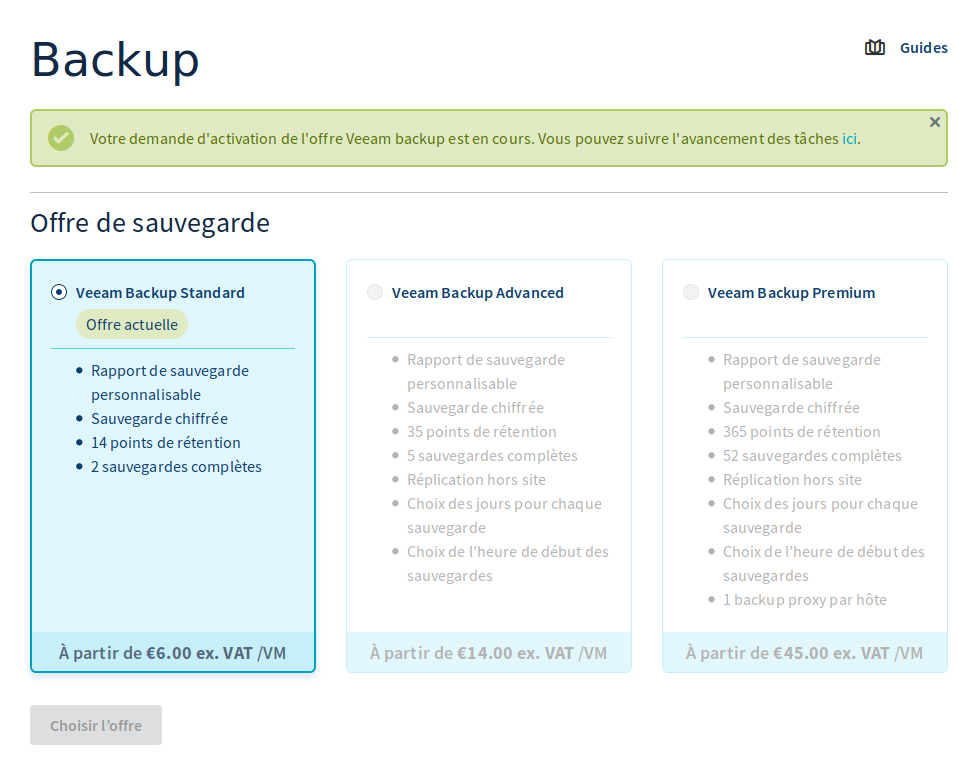 Backup
Guides
Votre demande d'activation de l'offre Veeam backup est en cours. Vous pouvez suivre l'avancement des tâches ici.
Offre de sauvegarde
Veeam Backup Standard
Offre actuelle
Rapport de sauvegarde
personnalisable
Sauvegarde chiffrée
14 points de rétention
2 sauvegardes complètes
À partir de €6.00 ex. VAT /VM
Veeam Backup Advanced
Rapport de sauvegarde
personnalisable
Sauvegarde chiffrée
35 points de rétention
5 sauvegardes complètes
Réplication hors site
Choix des jours pour chaque
sauvegarde
Choix de l'heure de début des
sauvegardes
À partir de €14.00 ex. VAT /VM
Veeam Backup Premium
Rapport de sauvegarde
personnalisable
Sauvegarde chiffrée
365 points de rétention
52 sauvegardes complètes
Réplication hors site
Choix des jours pour chaque
sauvegarde
Choix de l'heure de début des
sauvegardes
1 backup proxy par hôte
À partir de €45.00 ex. VAT /VM
Choisir l'offre